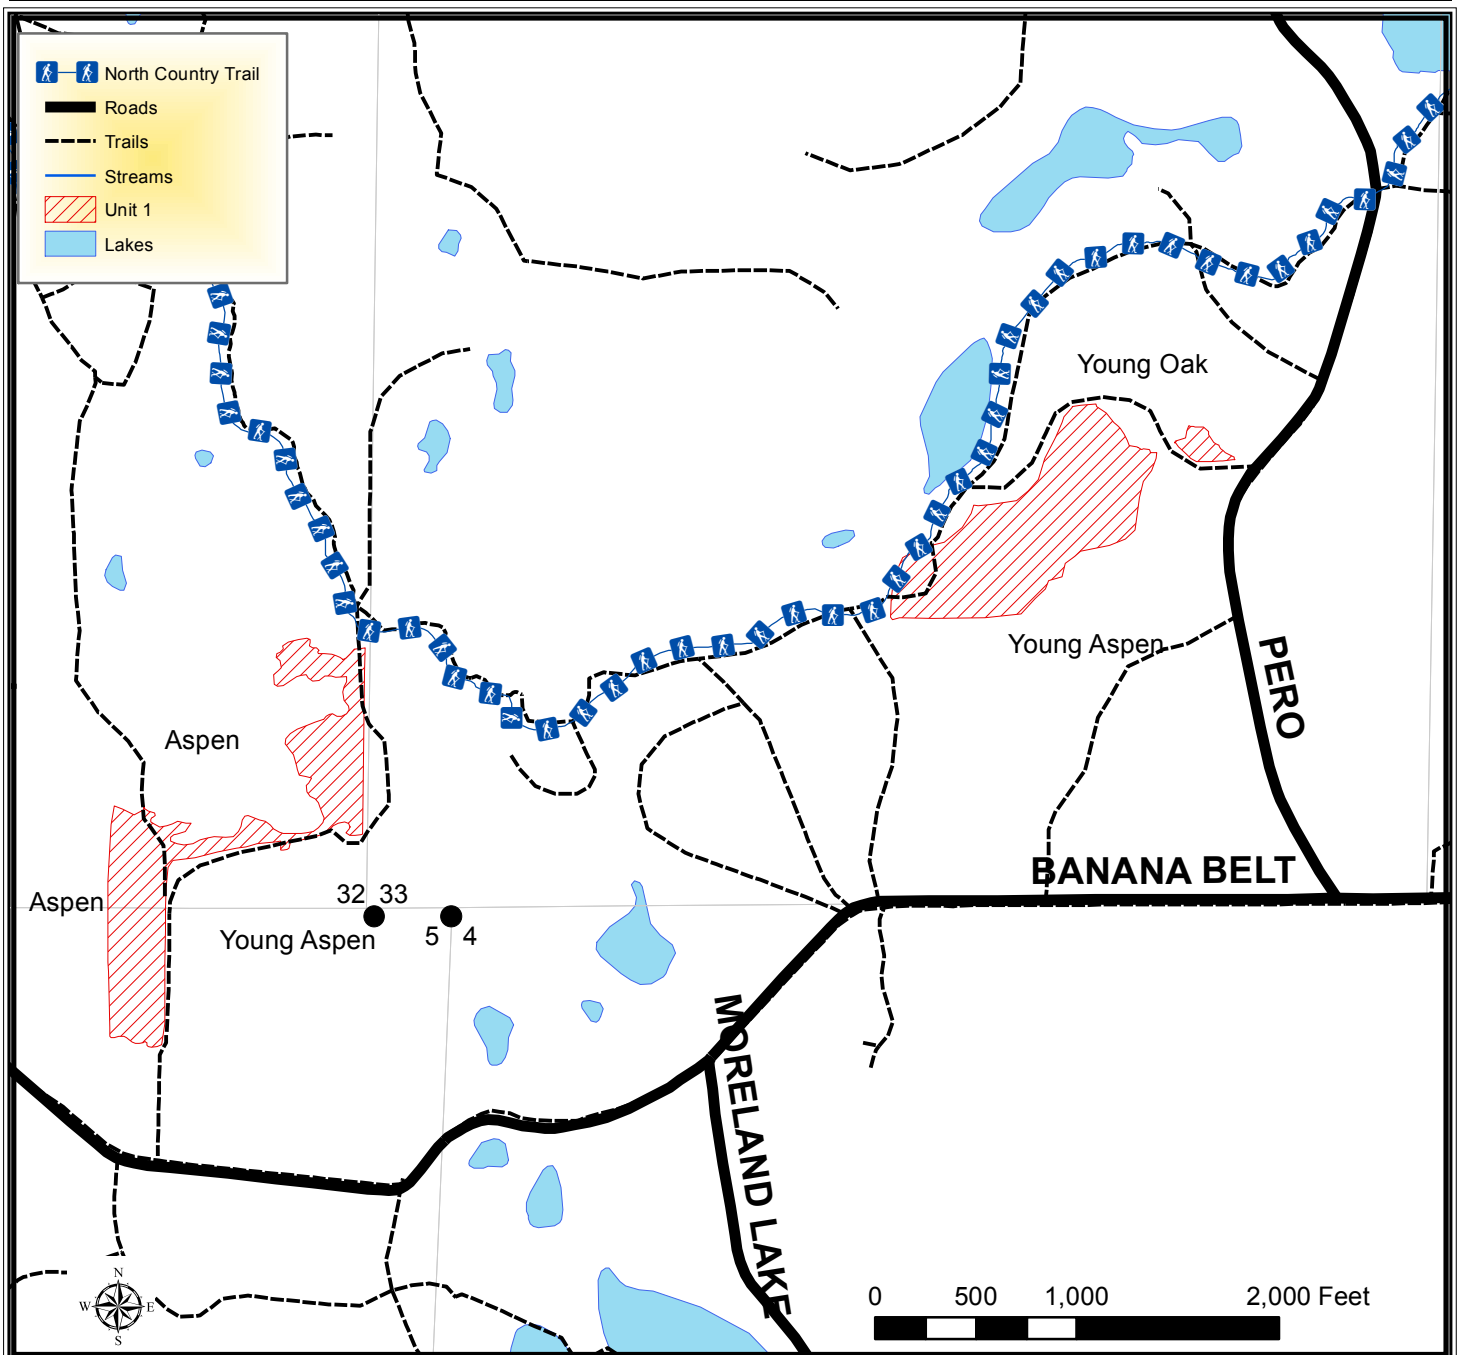 North Country Trail
Roads
Trails
Streams
Unit 1
Lakes
Young Oak
Young Aspen
PERO
Aspen
BANANA BELT
Aspen
32 33
Young Aspen
5 4
MORELAND LAKE
N
W E
S
0 500 1,000 2,000 Feet